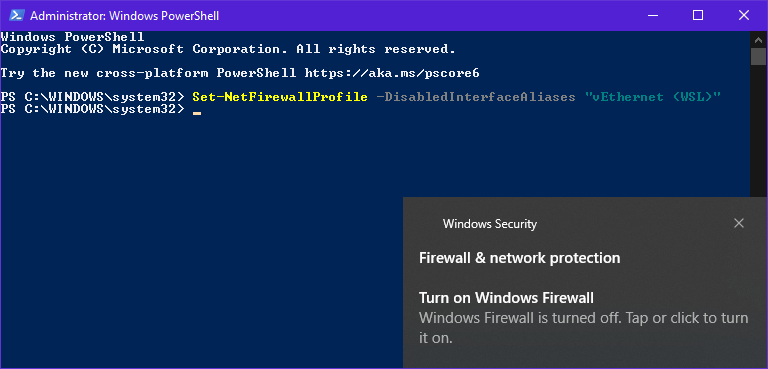 Administrator: Windows PowerShell
Windows PowerShell
Copyright (C) Microsoft Corporation. All rights reserved.
Try the new cross-platform PowerShell https://aka.ms/pscore6
PS C:\WINDOWS\system32> Set-NetFirewallProfile -DisabledInterfaceAliases "vEthernet (WSL)"
PS C:\WINDOWS\system32>
Windows Security
Firewall & network protection
Turn on Windows Firewall
Windows Firewall is turned off. Tap or click to turn
it on.